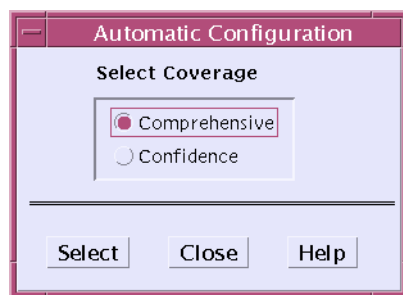 Automatic Configuration
Select Coverage
Comprehensive
Confidence
Select Close Help